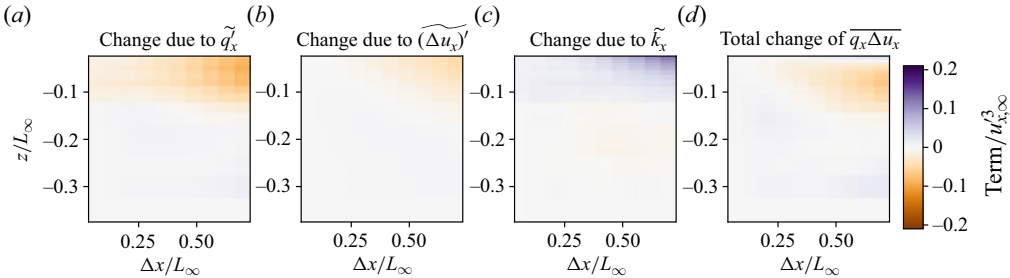 (a) (b) (c) (d)
Change due to q̃′ₓ Change due to (Δuₓ)′͠ Change due to k̃ₓ Total change of \overline{qₓΔuₓ}
−0.1 −0.1 −0.1 −0.1
−0.2 −0.2 −0.2 −0.2
−0.3 −0.3 −0.3 −0.3
z/L∞
0.25 0.50 0.25 0.50 0.25 0.50 0.25 0.50
Δx/L∞ Δx/L∞ Δx/L∞ Δx/L∞
0.2
0.1
0
−0.1
−0.2
Term/u′³ₓ,∞